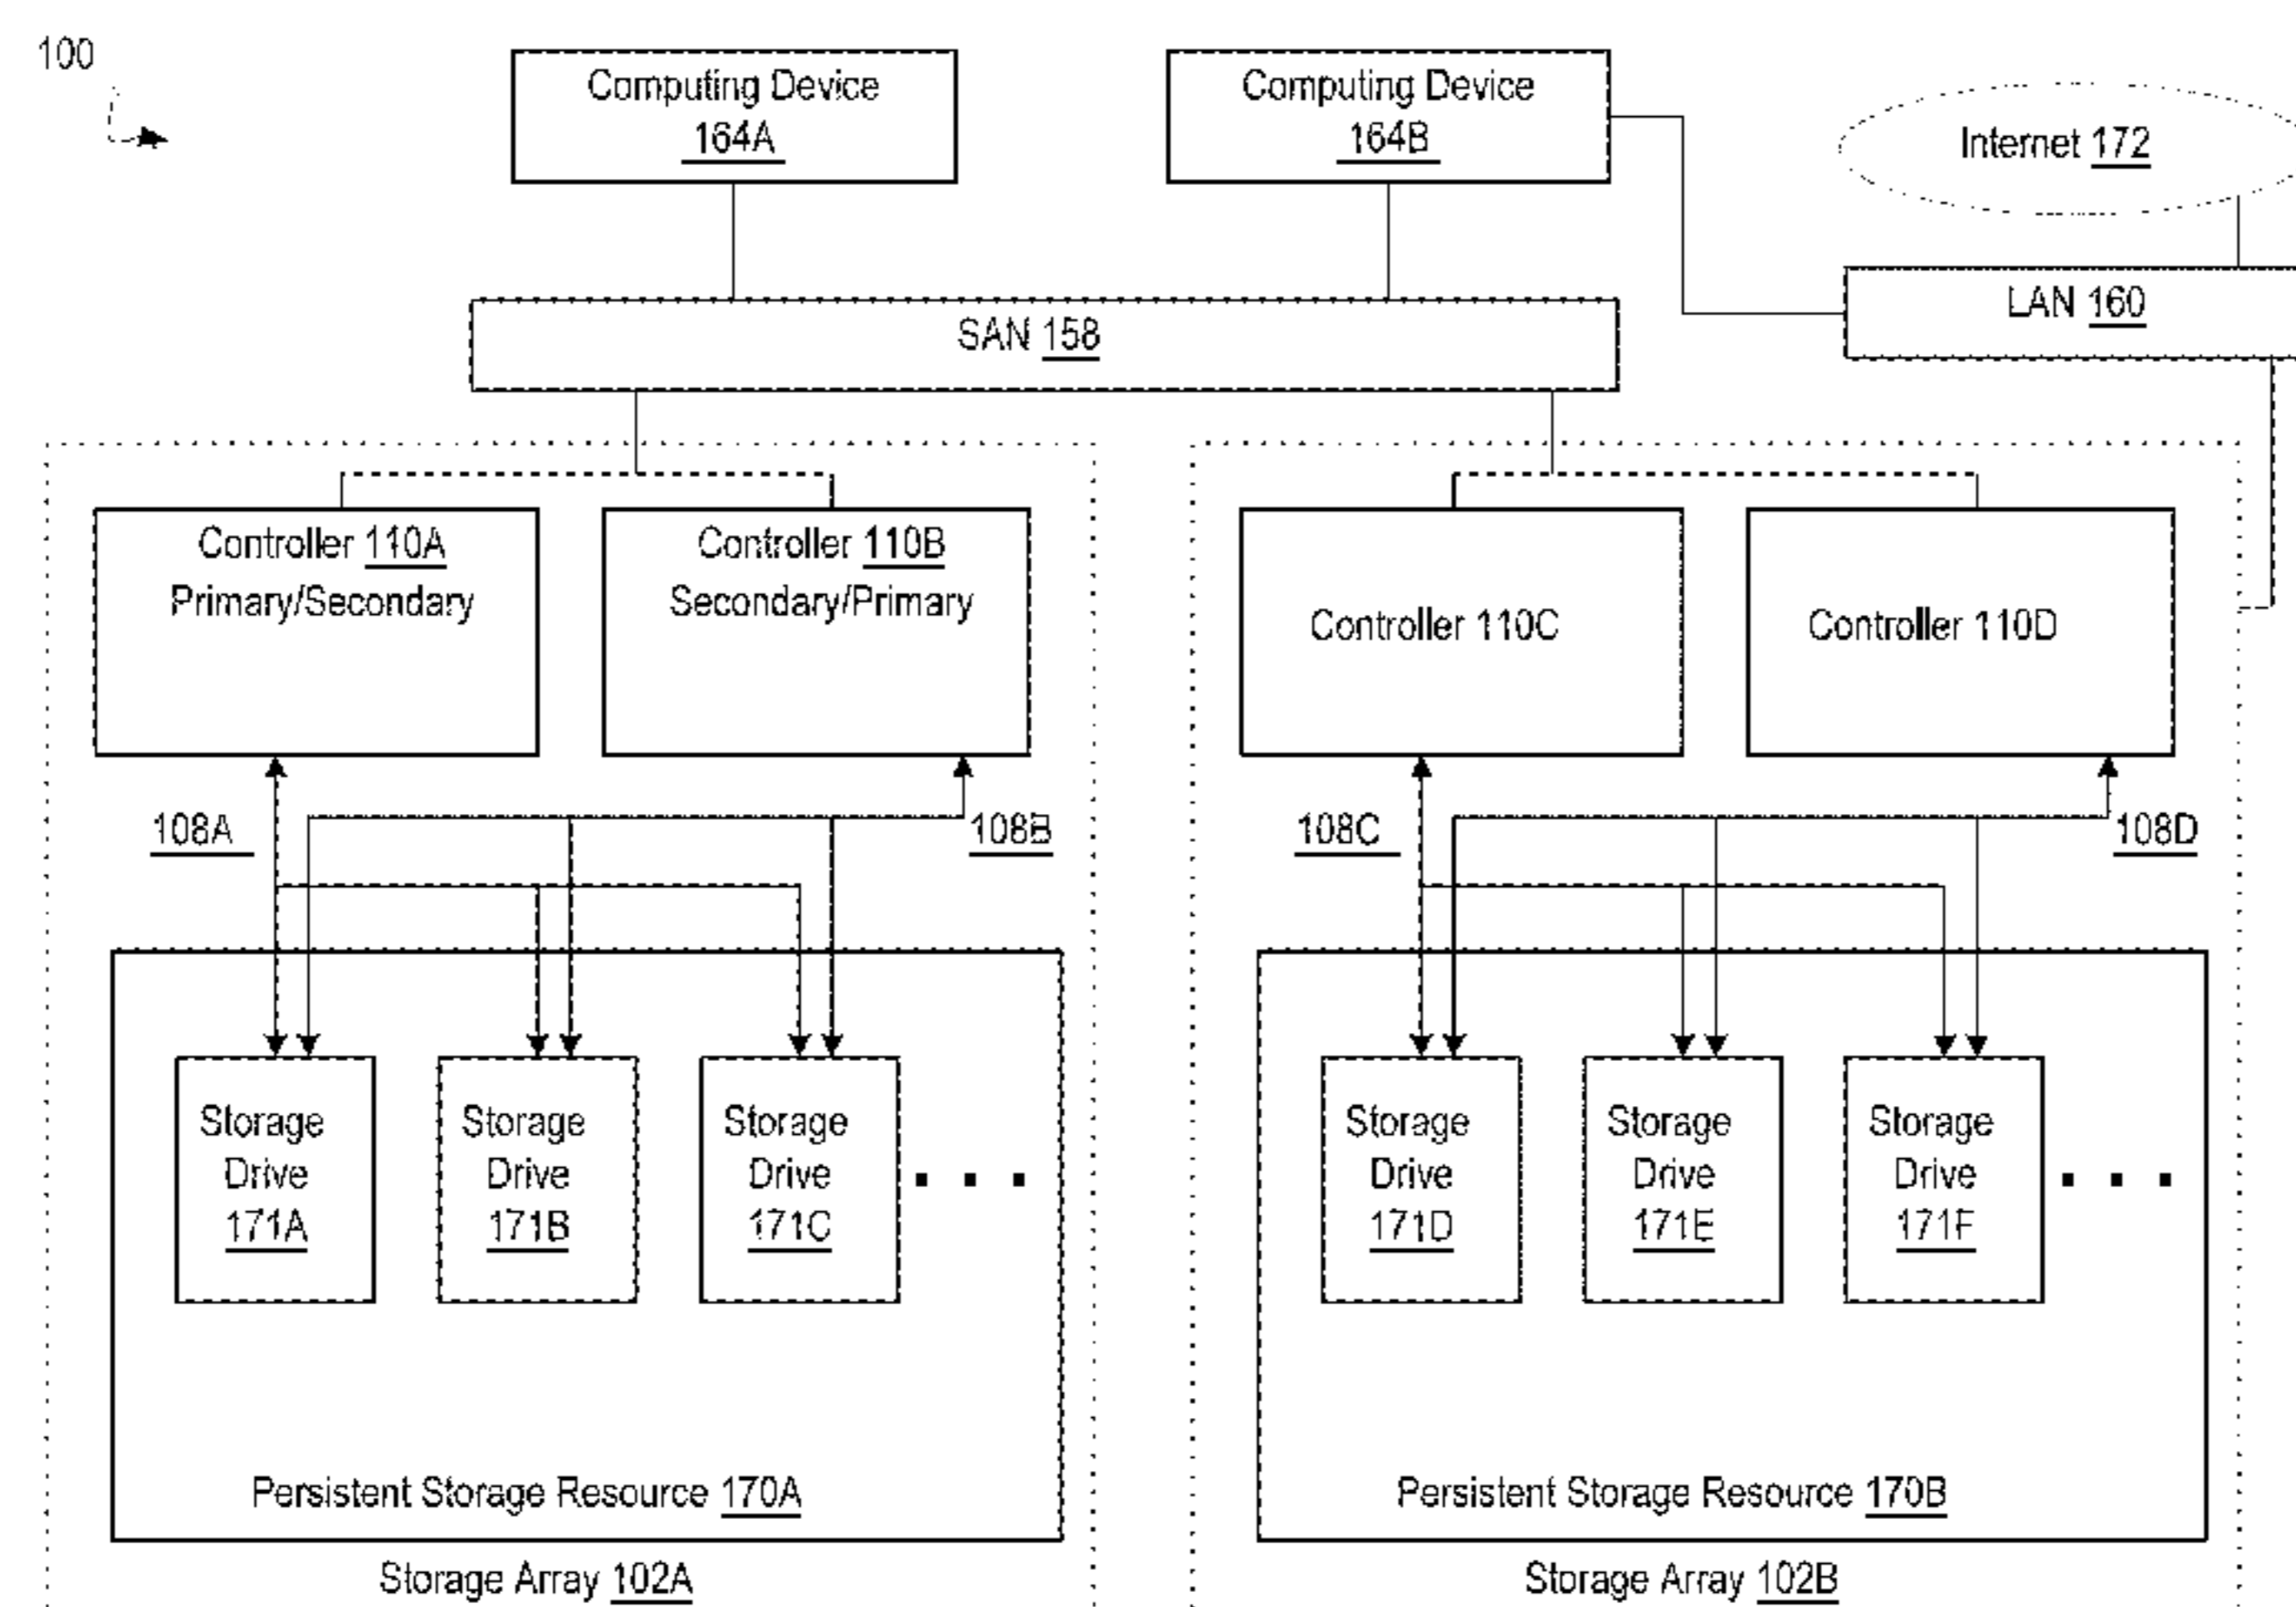 100
Computing Device
164A
Computing Device
164B
Internet 172
LAN 160
SAN 158
Controller 110A
Primary/Secondary
Controller 110B
Secondary/Primary
Controller 110C
Controller 110D
108A
108B
108C
108D
Storage
Drive
171A
Storage
Drive
171B
Storage
Drive
171C
Storage
Drive
171D
Storage
Drive
171E
Storage
Drive
171F
Persistent Storage Resource 170A
Persistent Storage Resource 170B
Storage Array 102A
Storage Array 102B